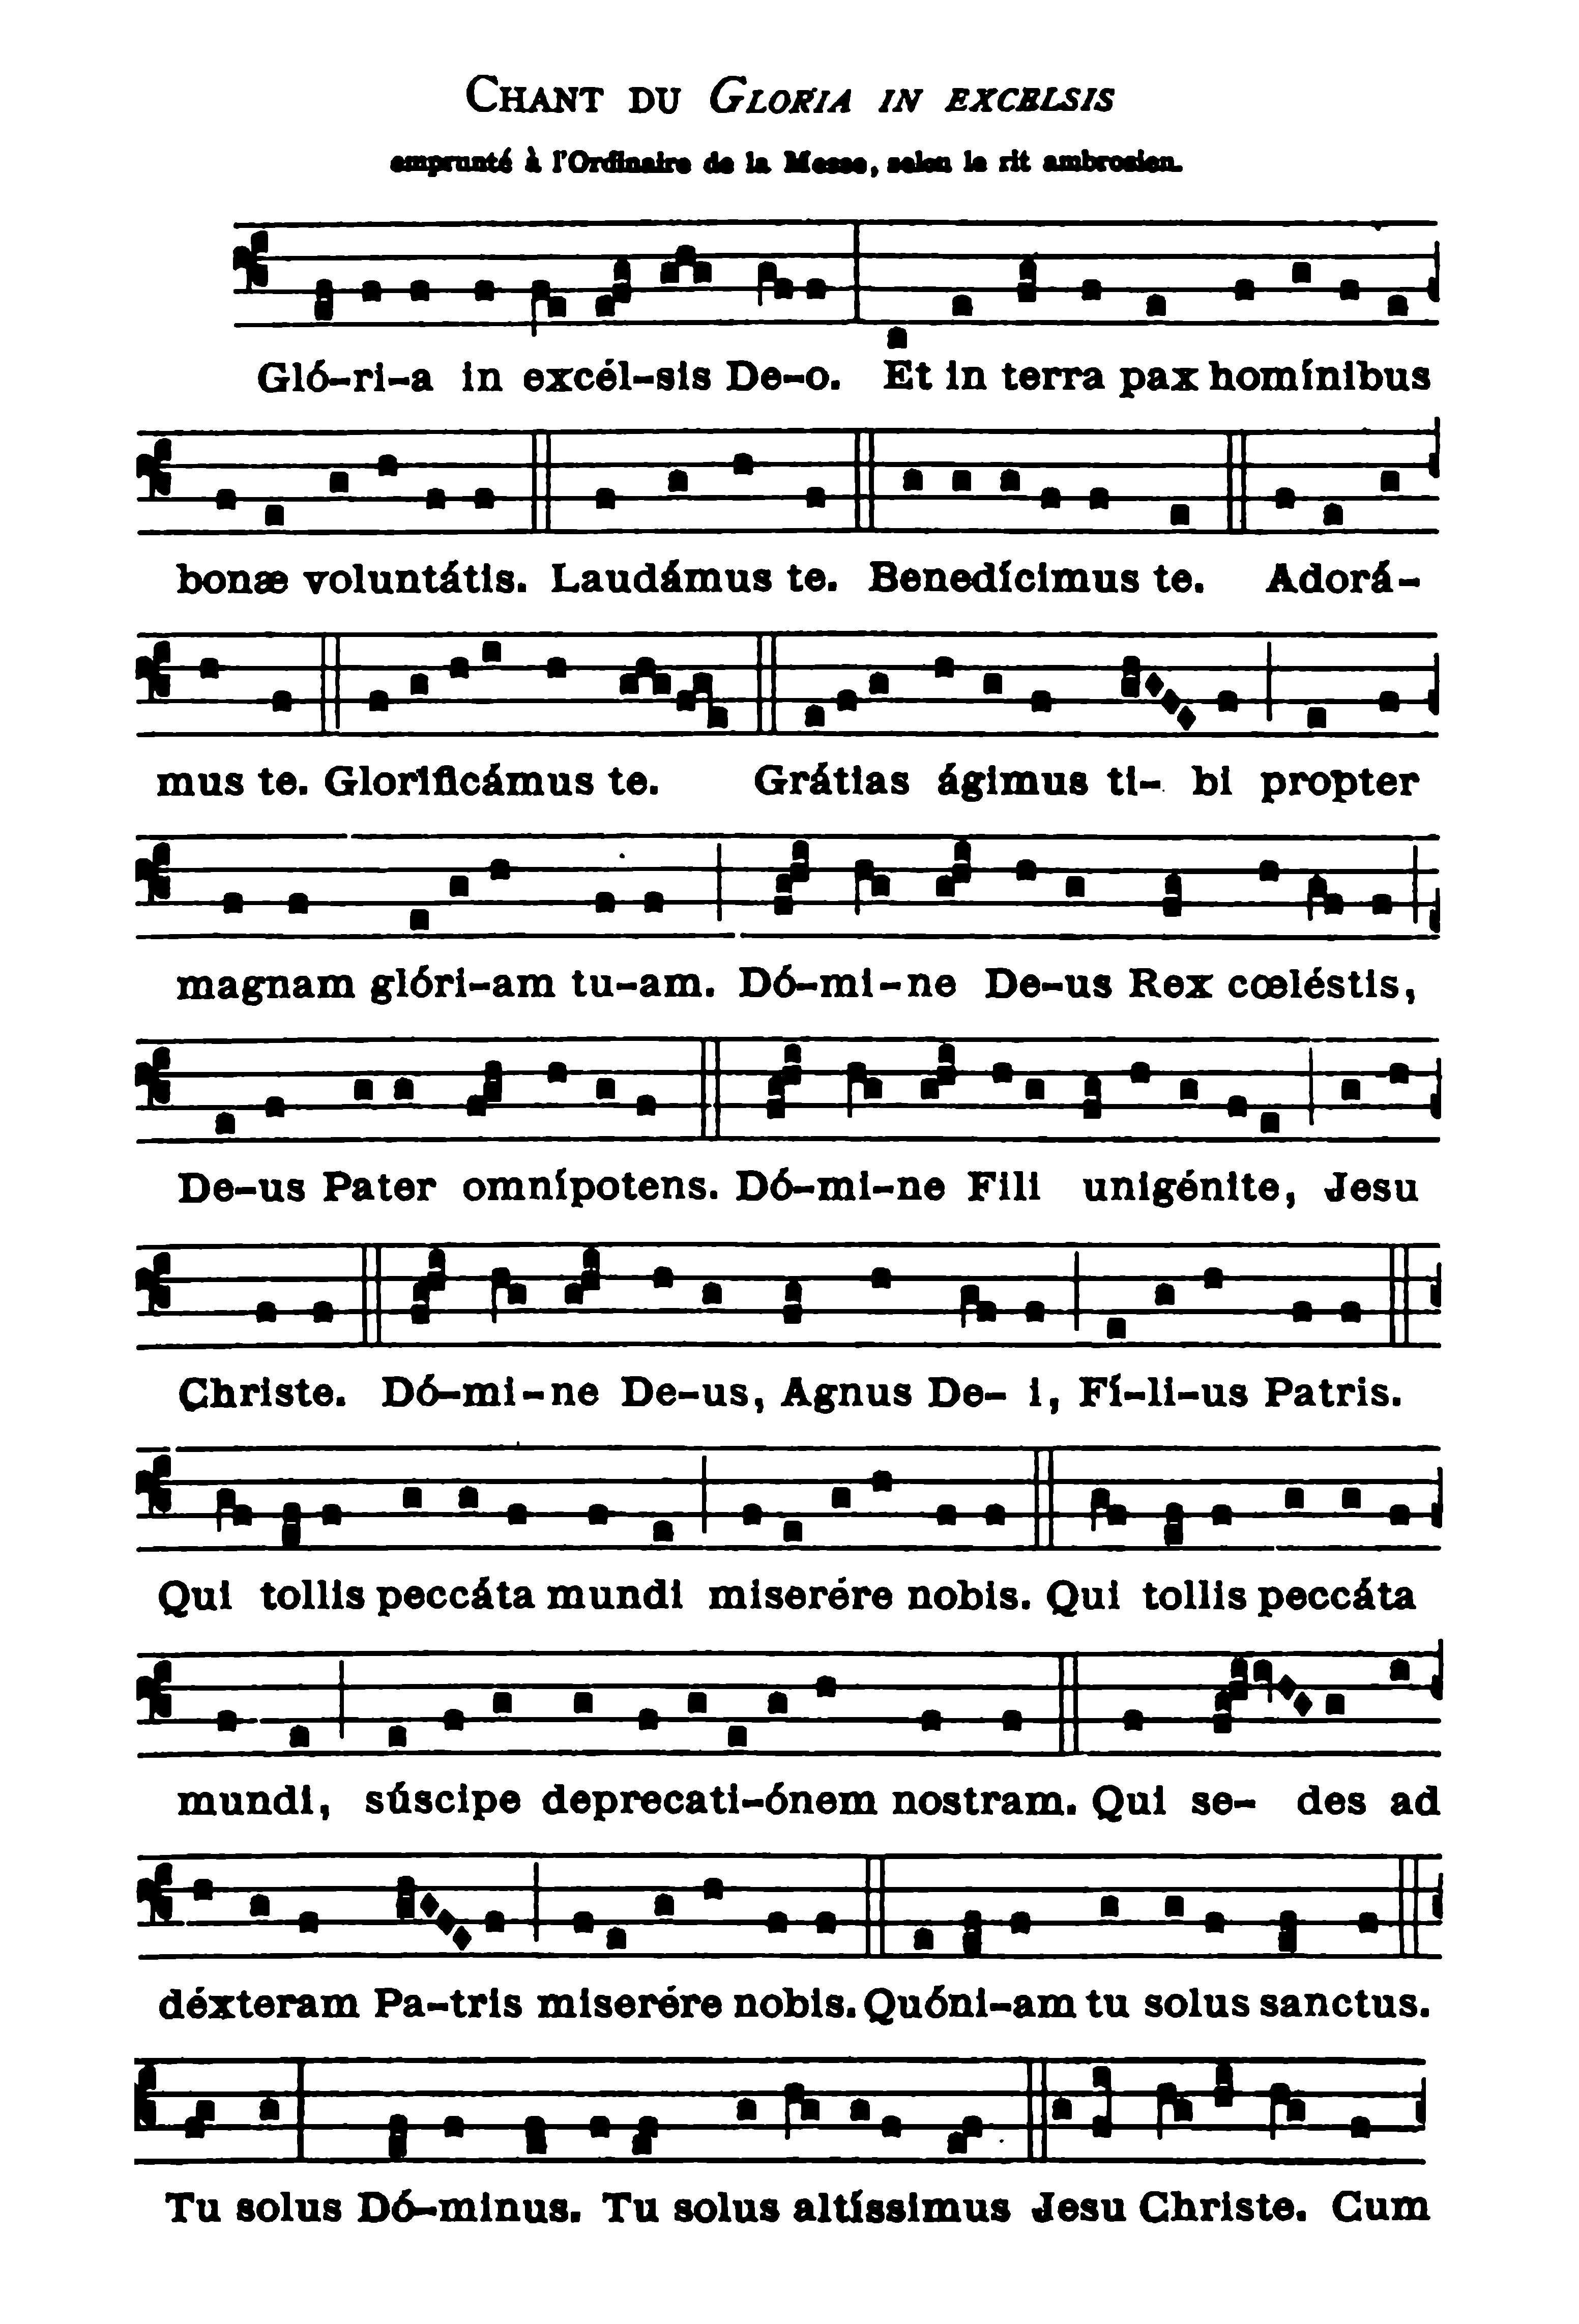 CHANT DU GLORIA IN EXCELSIS
emprunté à l'Ordinaire de la Messe, selon le rit ambrosien.
Gló-ri-a in excél-sis De-o. Et in terra pax homínibus
bonæ voluntátis. Laudámus te. Benedícimus te. Adorá-
mus te. Glorificámus te. Grátias ágimus ti- bi propter
magnam glóri-am tu-am. Dó-mi-ne De-us Rex cœléstis,
De-us Pater omnípotens. Dó-mi-ne Fili unigénite, Jesu
Christe. Dó-mi-ne De-us, Agnus De- i, Fí-li-us Patris.
Qui tollis peccáta mundi miserére nobis. Qui tollis peccáta
mundi, súscipe deprecati-ónem nostram. Qui se- des ad
déxteram Pa-tris miserére nobis. Quóni-am tu solus sanctus.
Tu solus Dó-minus. Tu solus altíssimus Jesu Christe. Cum